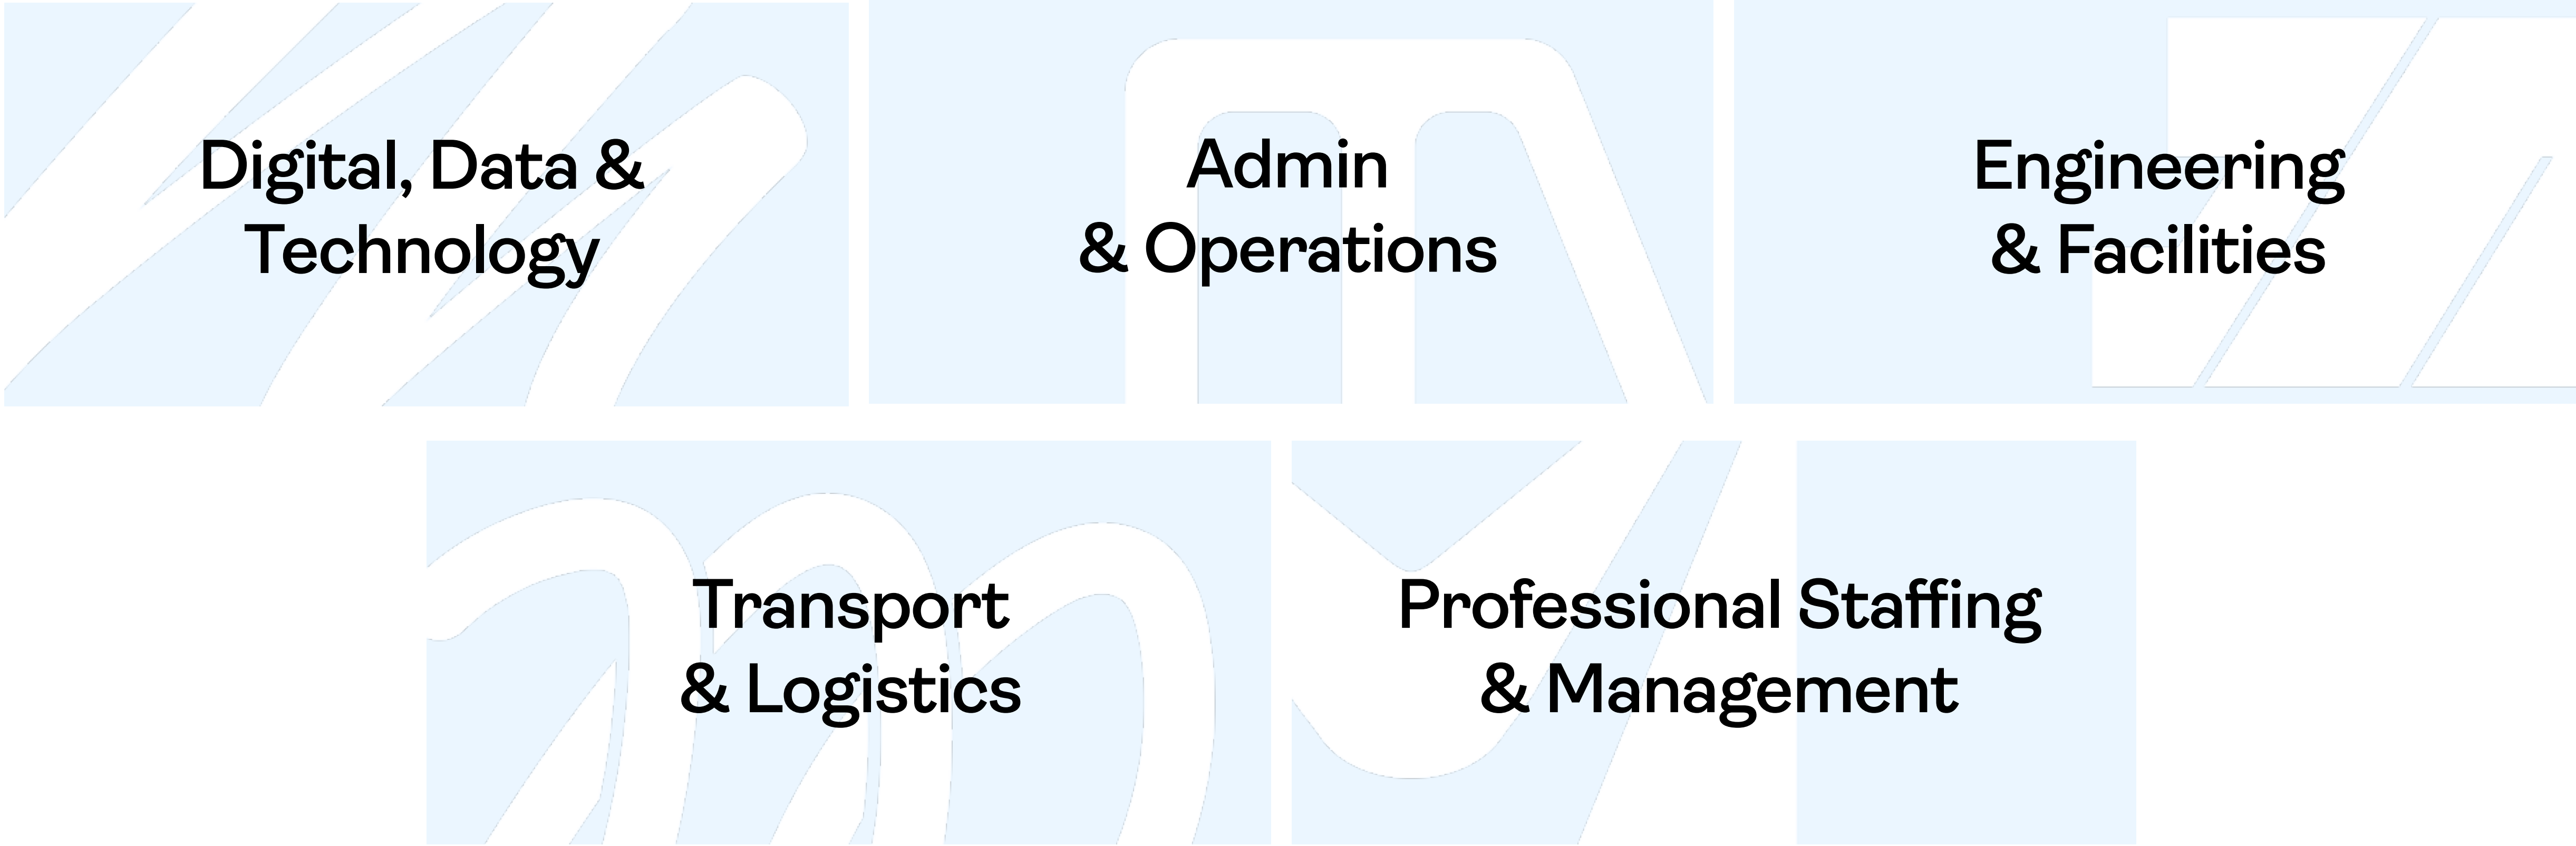 Digital, Data &
Technology
Admin
& Operations
Engineering
& Facilities
Transport
& Logistics
Professional Staffing
& Management